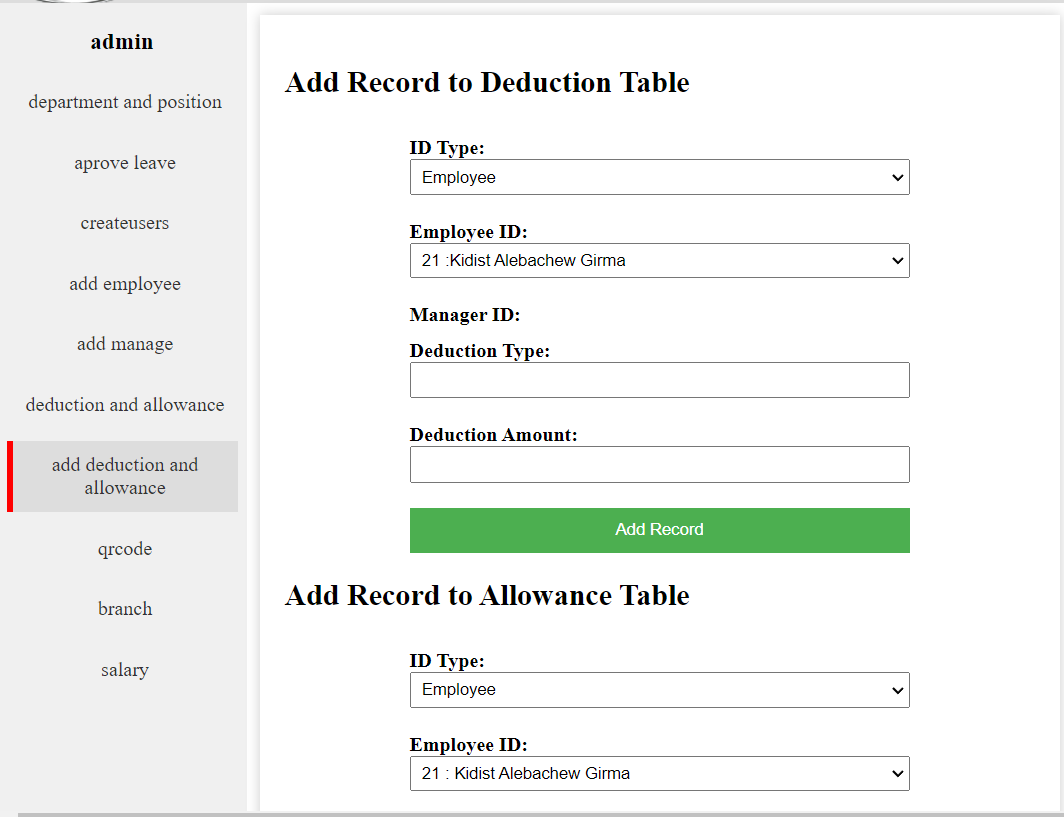 admin
department and position
aprove leave
createusers
add employee
add manage
deduction and allowance
add deduction and
allowance
qrcode
branch
salary
Add Record to Deduction Table
ID Type:
Employee
Employee ID:
21 :Kidist Alebachew Girma
Manager ID:
Deduction Type:
Deduction Amount:
Add Record
Add Record to Allowance Table
ID Type:
Employee
Employee ID:
21 : Kidist Alebachew Girma